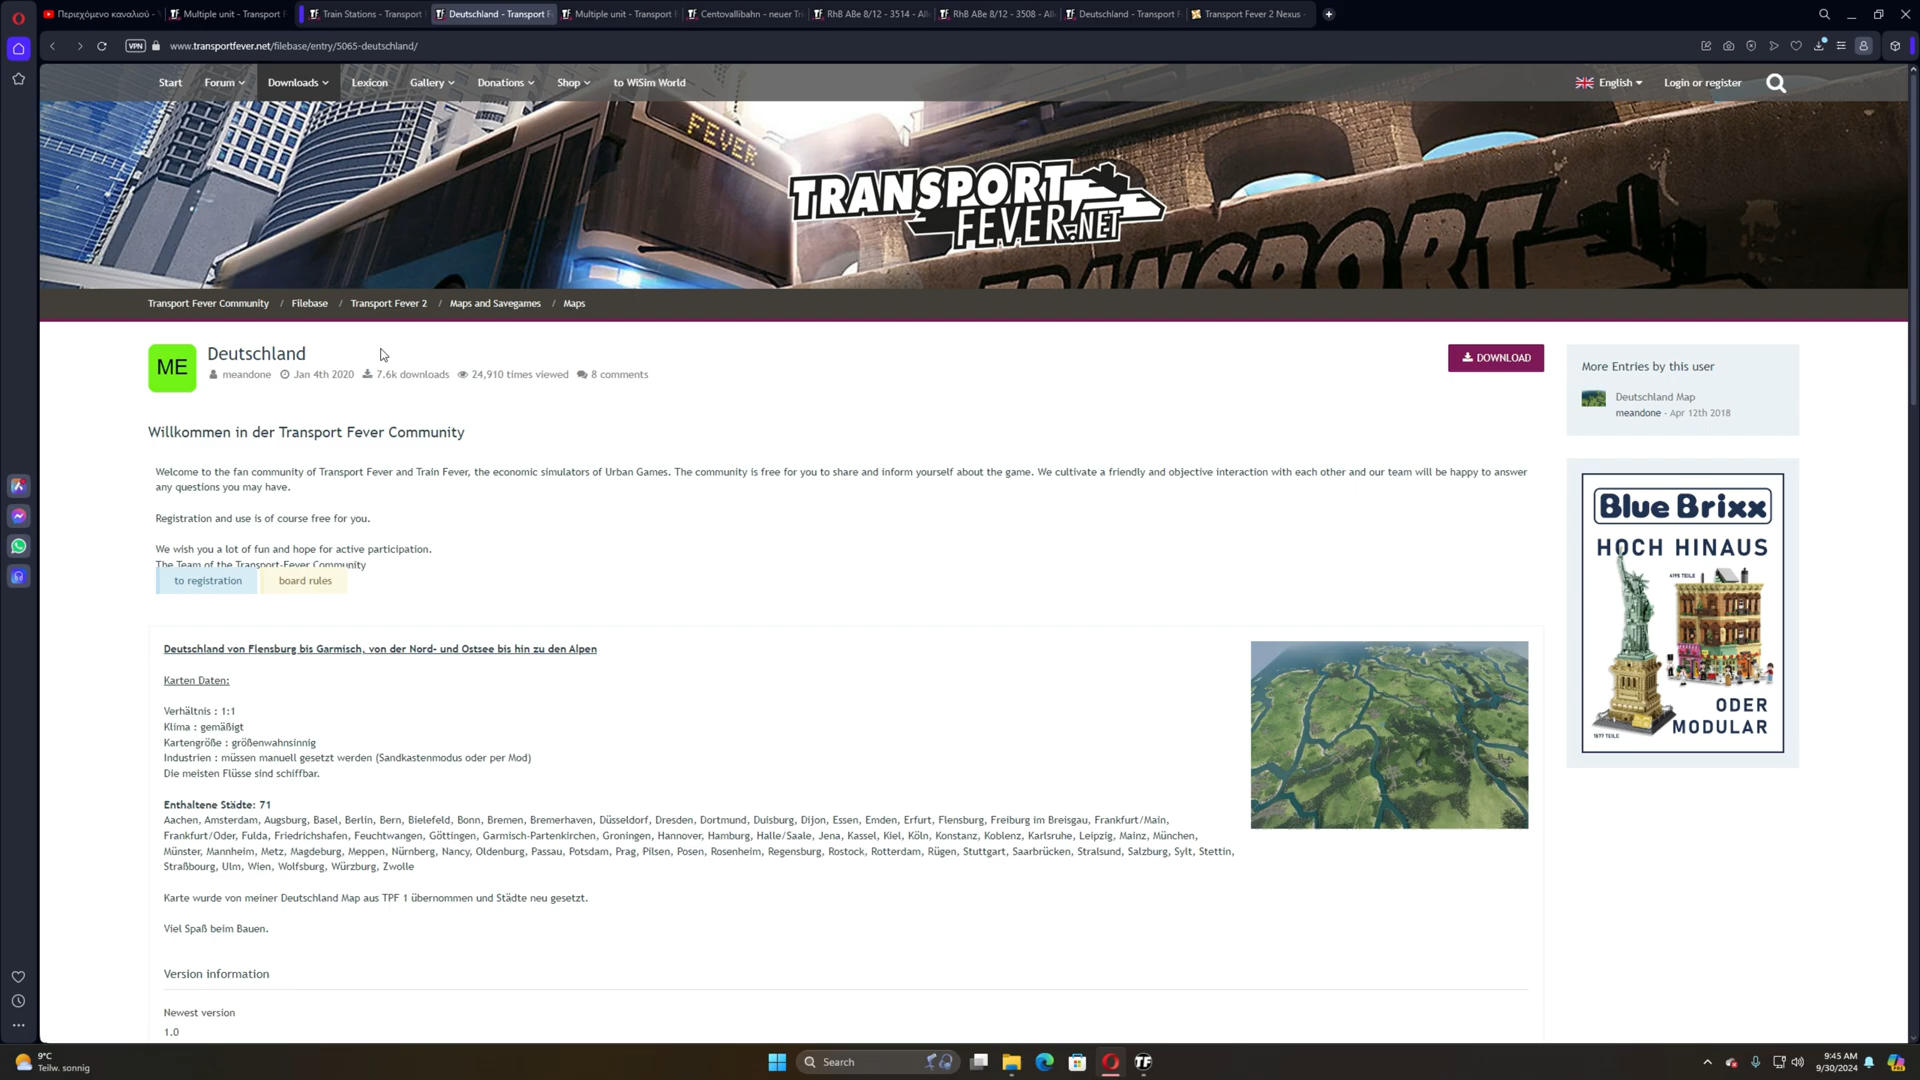 Περιεχόμενο καναλιού -
Multiple unit - Transport F
Train Stations - Transport
Deutschland - Transport F
Multiple unit - Transport
Centovallibahn - neuer Tr
RhB ABe 8/12 - 3514 - All
RhB ABe 8/12 - 3508 - All
Deutschland - Transport F
Transport Fever 2 Nexus -
VPN
www.transportfever.net/filebase/entry/5065-deutschland/
Start
Forum
Downloads
Lexicon
Gallery
Donations
Shop
to WiSim World
English
Login or register
FEVER
TRANSPORT
FEVER.NET
TRANSPORT
Transport Fever Community / Filebase / Transport Fever 2 / Maps and Savegames / Maps
ME
Deutschland
meandone Jan 4th 2020 7.6k downloads 24,910 times viewed 8 comments
DOWNLOAD
More Entries by this user
Deutschland Map
meandone - Apr 12th 2018
Willkommen in der Transport Fever Community
Welcome to the fan community of Transport Fever and Train Fever, the economic simulators of Urban Games. The community is free for you to share and inform yourself about the game. We cultivate a friendly and objective interaction with each other and our team will be happy to answer
any questions you may have.
Registration and use is of course free for you.
We wish you a lot of fun and hope for active participation.
The Team of the Transport-Fever Community
to registration
board rules
Blue Brixx
HOCH HINAUS
4995 TEILE
ODER
MODULAR
1677 TEILE
Deutschland von Flensburg bis Garmisch, von der Nord- und Ostsee bis hin zu den Alpen
Karten Daten:
Verhältnis : 1:1
Klima : gemäßigt
Kartengröße : größenwahnsinnig
Industrien : müssen manuell gesetzt werden (Sandkastenmodus oder per Mod)
Die meisten Flüsse sind schiffbar.
Enthaltene Städte: 71
Aachen, Amsterdam, Augsburg, Basel, Berlin, Bern, Bielefeld, Bonn, Bremen, Bremerhaven, Düsseldorf, Dresden, Dortmund, Duisburg, Dijon, Essen, Emden, Erfurt, Flensburg, Freiburg im Breisgau, Frankfurt/Main,
Frankfurt/Oder, Fulda, Friedrichshafen, Feuchtwangen, Göttingen, Garmisch-Partenkirchen, Groningen, Hannover, Hamburg, Halle/Saale, Jena, Kassel, Kiel, Köln, Konstanz, Koblenz, Karlsruhe, Leipzig, Mainz, München,
Münster, Mannheim, Metz, Magdeburg, Meppen, Nürnberg, Nancy, Oldenburg, Passau, Potsdam, Prag, Pilsen, Posen, Rosenheim, Regensburg, Rostock, Rotterdam, Rügen, Stuttgart, Saarbrücken, Stralsund, Salzburg, Sylt, Stettin,
Straßbourg, Ulm, Wien, Wolfsburg, Würzburg, Zwolle
Karte wurde von meiner Deutschland Map aus TPF 1 übernommen und Städte neu gesetzt.
Viel Spaß beim Bauen.
Version information
Newest version
1.0
9°C
Teilw. sonnig
Search
TF
9:45 AM
9/30/2024